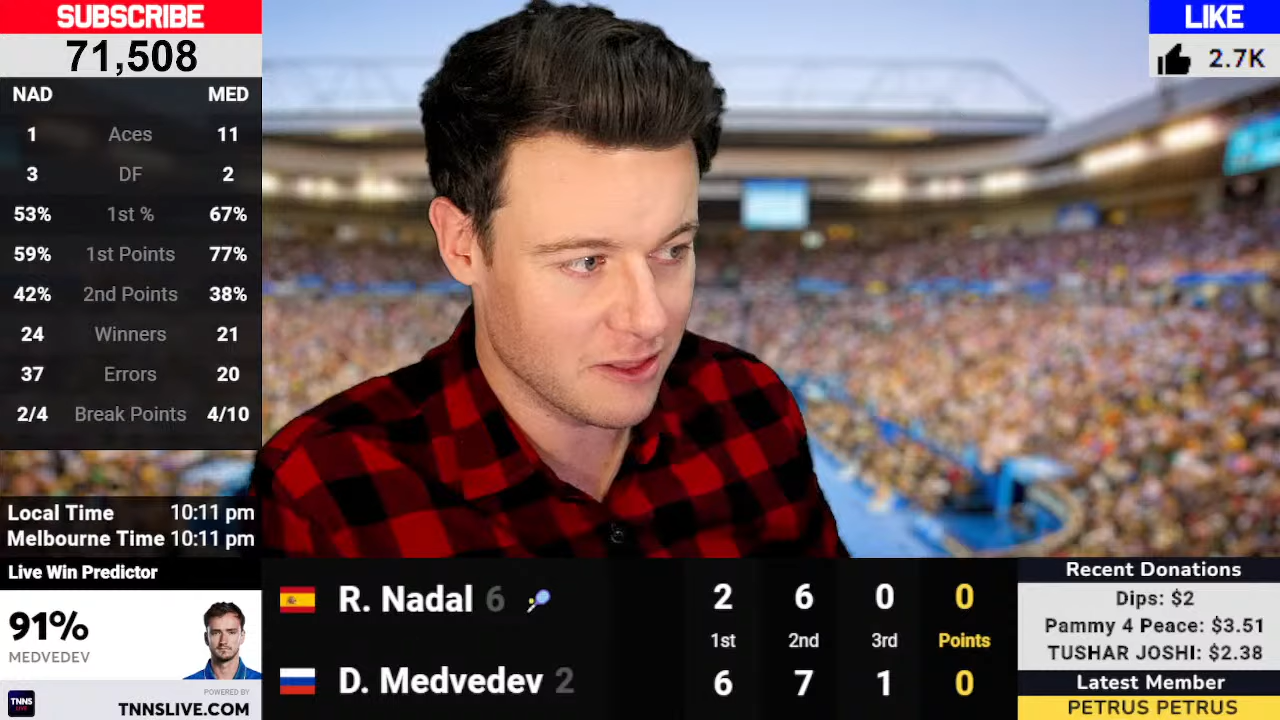 SUBSCRIBE
71,508
NAD MED
1 Aces 11
3 DF 2
53% 1st % 67%
59% 1st Points 77%
42% 2nd Points 38%
24 Winners 21
37 Errors 20
2/4 Break Points 4/10
Local Time 10:11 pm
Melbourne Time 10:11 pm
Live Win Predictor
91%
MEDVEDEV
TNNS
LIVE
POWERED BY
TNNSLIVE.COM
LIKE
2.7K
R. Nadal 6 2 6 0 0
1st 2nd 3rd Points
D. Medvedev 2 6 7 1 0
Recent Donations
Dips: $2
Pammy 4 Peace: $3.51
TUSHAR JOSHI: $2.38
Latest Member
PETRUS PETRUS